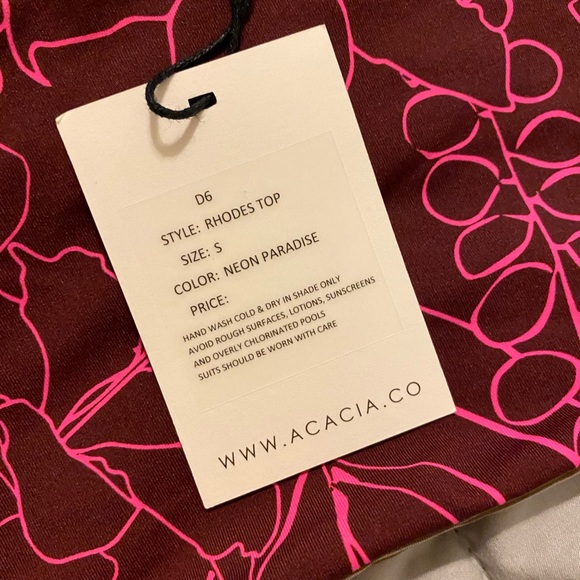 D6
STYLE: RHODES TOP
SIZE: S
COLOR: NEON PARADISE
PRICE:
HAND WASH COLD & DRY IN SHADE ONLY
AVOID ROUGH SURFACES, LOTIONS, SUNSCREENS
AND OVERLY CHLORINATED POOLS
SUITS SHOULD BE WORN WITH CARE
WWW.ACACIA.CO